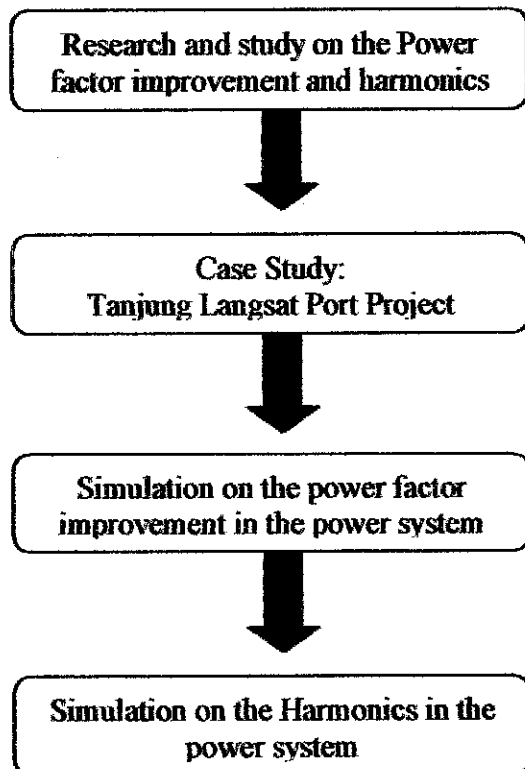 Research and study on the Power
factor improvement and harmonics
Case Study:
Tanjung Langsat Port Project
Simulation on the power factor
improvement in the power system
Simulation on the Harmonics in the
power system